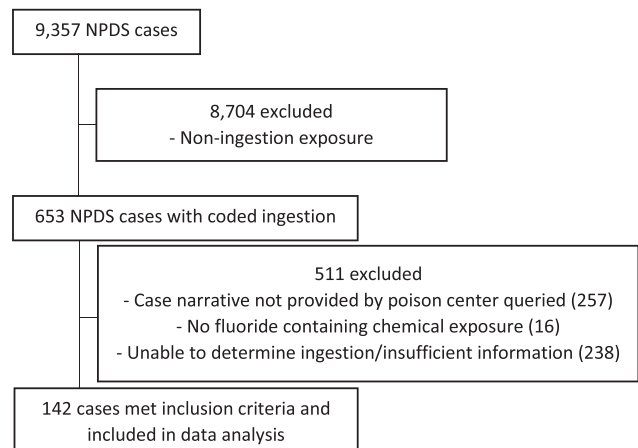 9,357 NPDS cases
8,704 excluded
- Non-ingestion exposure
653 NPDS cases with coded ingestion
511 excluded
- Case narrative not provided by poison center queried (257)
- No fluoride containing chemical exposure (16)
- Unable to determine ingestion/insufficient information (238)
142 cases met inclusion criteria and
included in data analysis